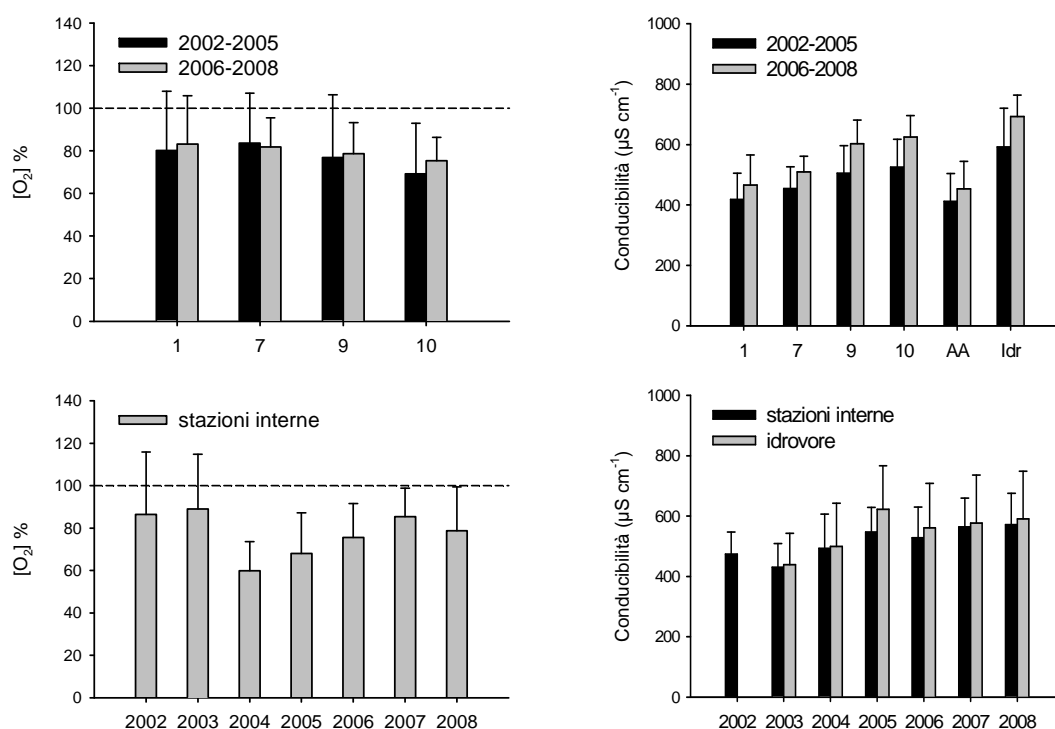 140
120
100
80
60
40
20
0
[O₂] %
2002-2005
2006-2008
1 7 9 10
1000
800
600
400
200
0
Conducibilità (µS cm⁻¹)
2002-2005
2006-2008
1 7 9 10 AA Idr
140
120
100
80
60
40
20
0
[O₂] %
stazioni interne
2002 2003 2004 2005 2006 2007 2008
1000
800
600
400
200
0
Conducibilità (µS cm⁻¹)
stazioni interne
idrovore
2002 2003 2004 2005 2006 2007 2008